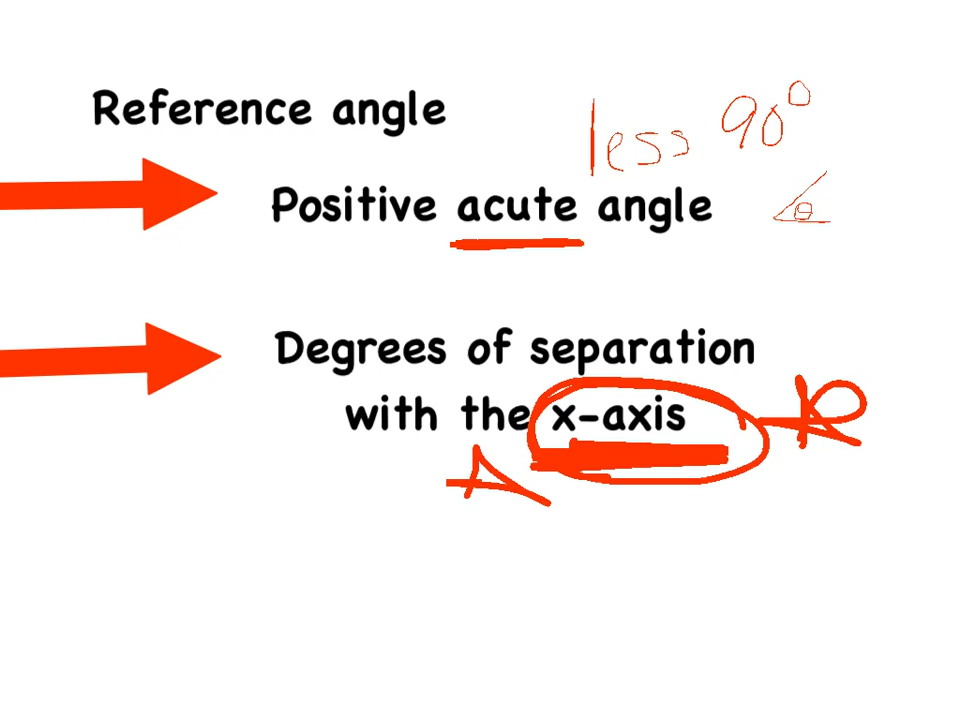 Reference angle
less 90°
Positive acute angle
Degrees of separation
with the x-axis